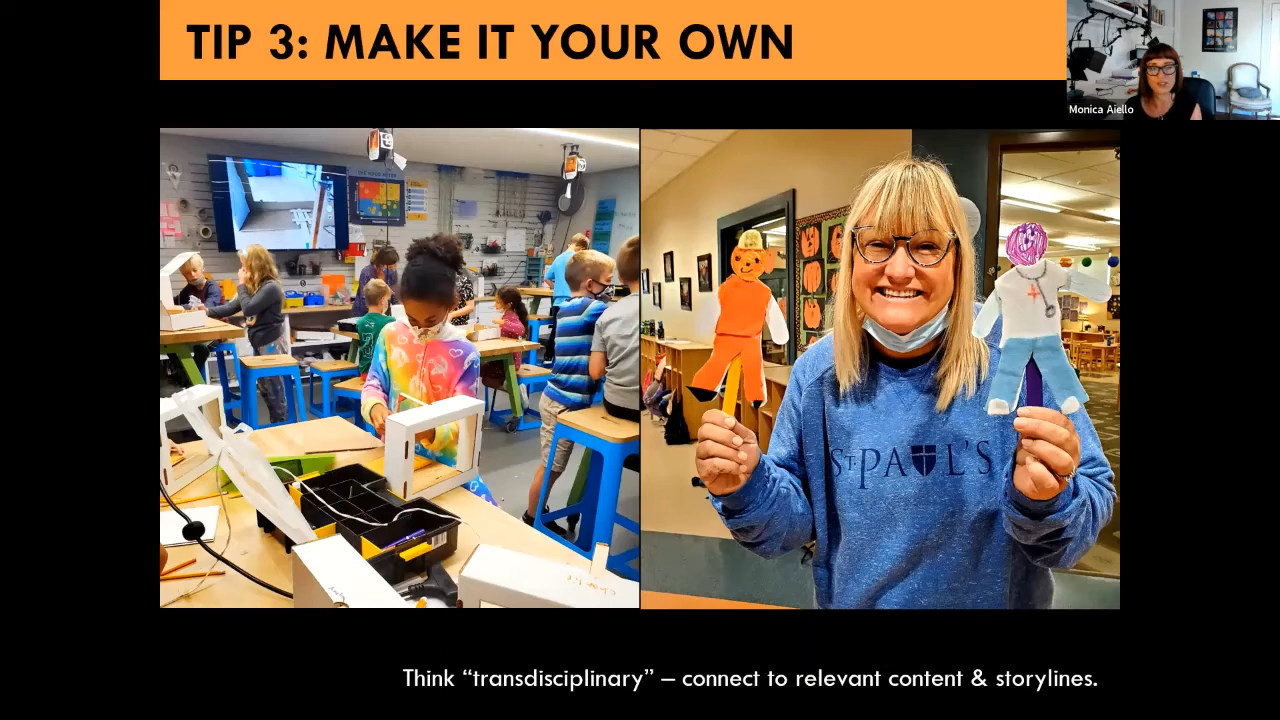 TIP 3: MAKE IT YOUR OWN
Monica Aiello
ST. PAUL'S
Think “transdisciplinary” – connect to relevant content & storylines.